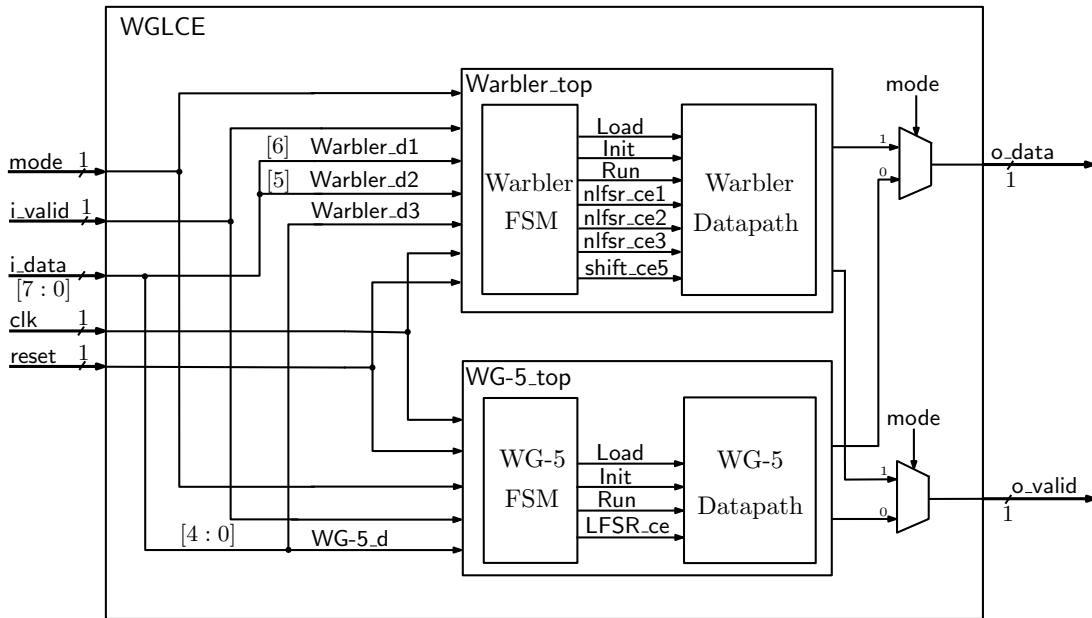 WGLCE
Warbler_top
mode
Load
1
[6]
Warbler_d1
Init
mode
1
Warbler
Run
Warbler
o_data
[5]
Warbler_d2
0
1
nlfsr_ce1
i_valid
1
Warbler_d3
FSM
nlfsr_ce2
Datapath
nlfsr_ce3
i_data
shift_ce5
[7 : 0]
clk
1
reset
1
WG-5_top
mode
WG-5
Load
WG-5
1
Init
o_valid
FSM
Run
Datapath
0
1
[4 : 0]
WG-5_d
LFSR_ce